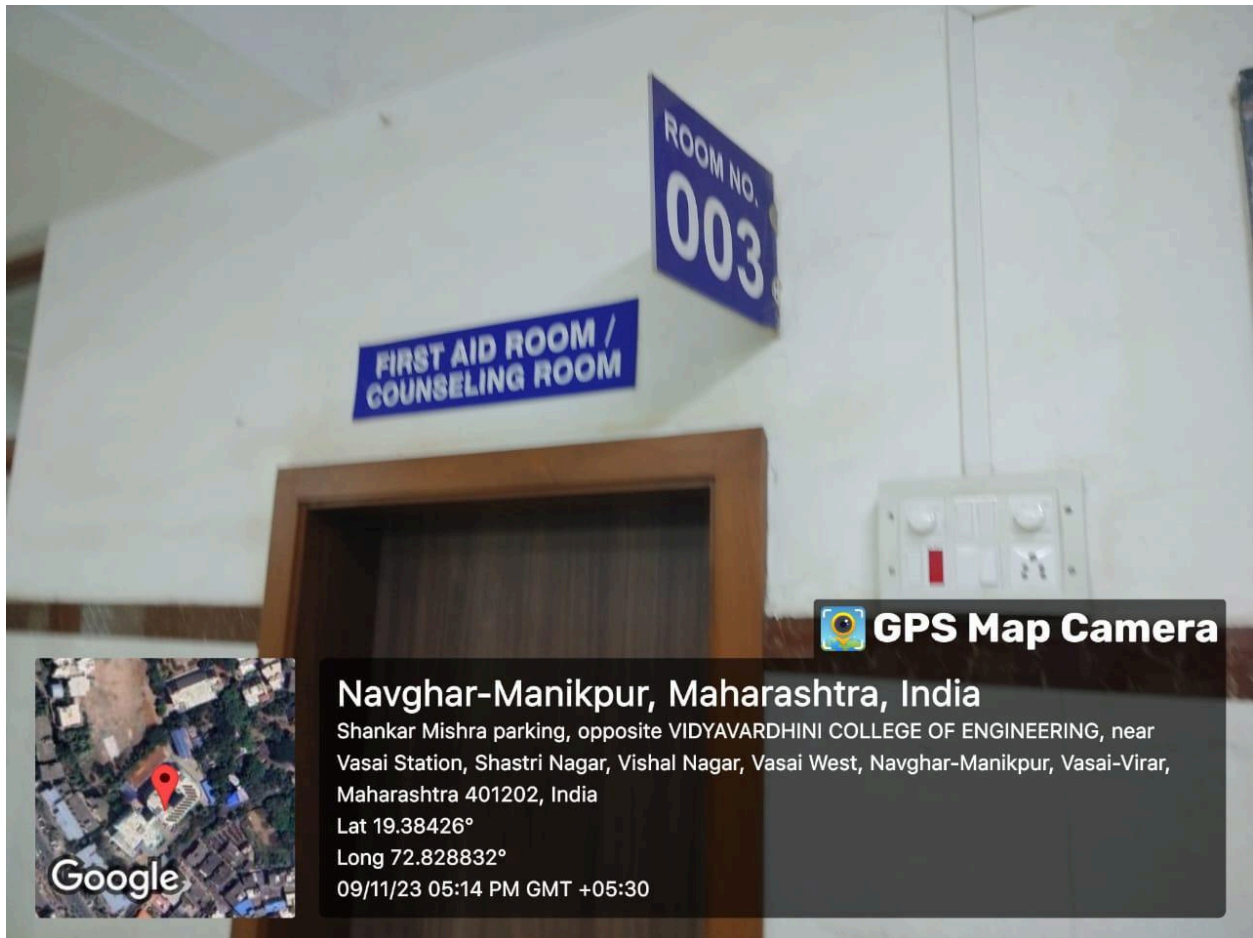 ROOM NO.
003
FIRST AID ROOM /
COUNSELING ROOM
GPS Map Camera
Navghar-Manikpur, Maharashtra, India
Shankar Mishra parking, opposite VIDYAVARDHINI COLLEGE OF ENGINEERING, near
Vasai Station, Shastri Nagar, Vishal Nagar, Vasai West, Navghar-Manikpur, Vasai-Virar,
Maharashtra 401202, India
Lat 19.38426°
Long 72.828832°
09/11/23 05:14 PM GMT +05:30
Google